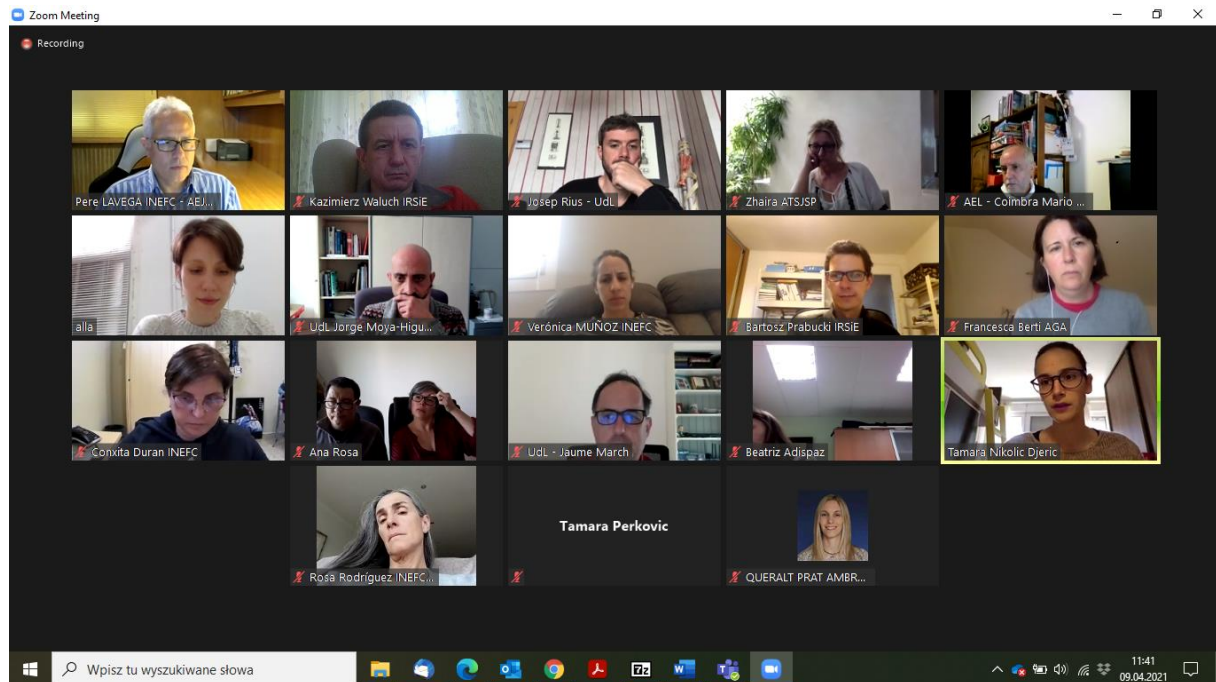 Zoom Meeting
Recording
Pere LAVEGA INEFC - AEJ...
Kazimierz Waluch IRSiE
Josep Rius - UdL
Zhaira ATSJSP
AEL - Coimbra Mario ...
alla
UdL Jorge Moya-Higu...
Verónica MUÑOZ INEFC
Bartosz Prabucki IRSiE
Francesca Berti AGA
Conxita Duran INEFC
Ana Rosa
UdL - Jaume March
Beatriz Adispaz
Tamara Nikolic Djeric
Rosa Rodríguez INEFC...
Tamara Perkovic
QUERALT PRAT AMBR...
Wpisz tu wyszukiwane słowa
7z
11:41
09.04.2021